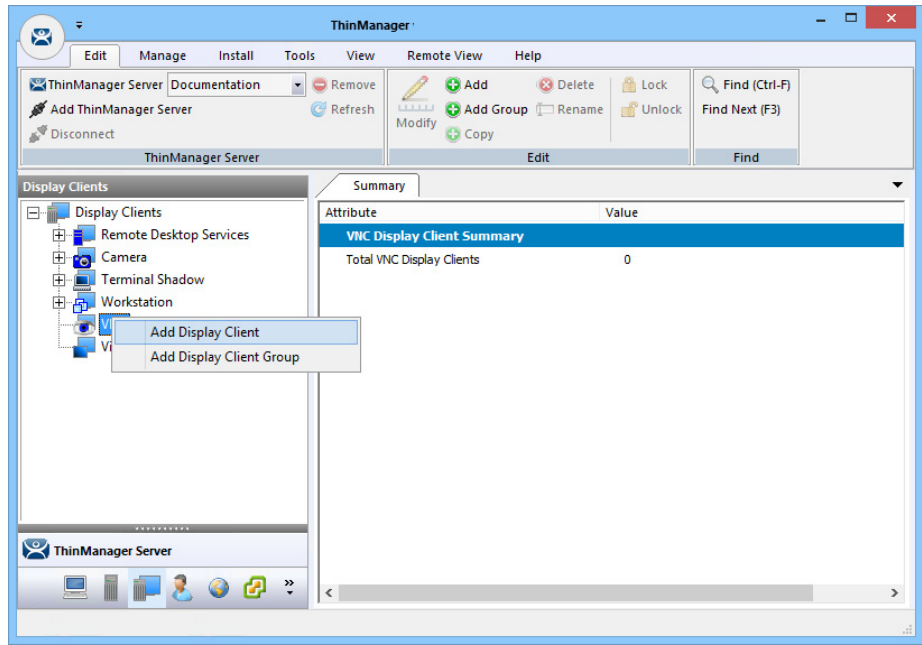 ThinManager
Edit Manage Install Tools View Remote View Help
ThinManager Server Documentation Remove Add Delete Lock Find (Ctrl-F)
Add ThinManager Server Refresh Modify Add Group Rename Unlock Find Next (F3)
Disconnect Copy
ThinManager Server Edit Find
Display Clients Summary
Display Clients Attribute Value
Remote Desktop Services VNC Display Client Summary
Camera Total VNC Display Clients 0
Terminal Shadow
Workstation
Add Display Client
Add Display Client Group
ThinManager Server